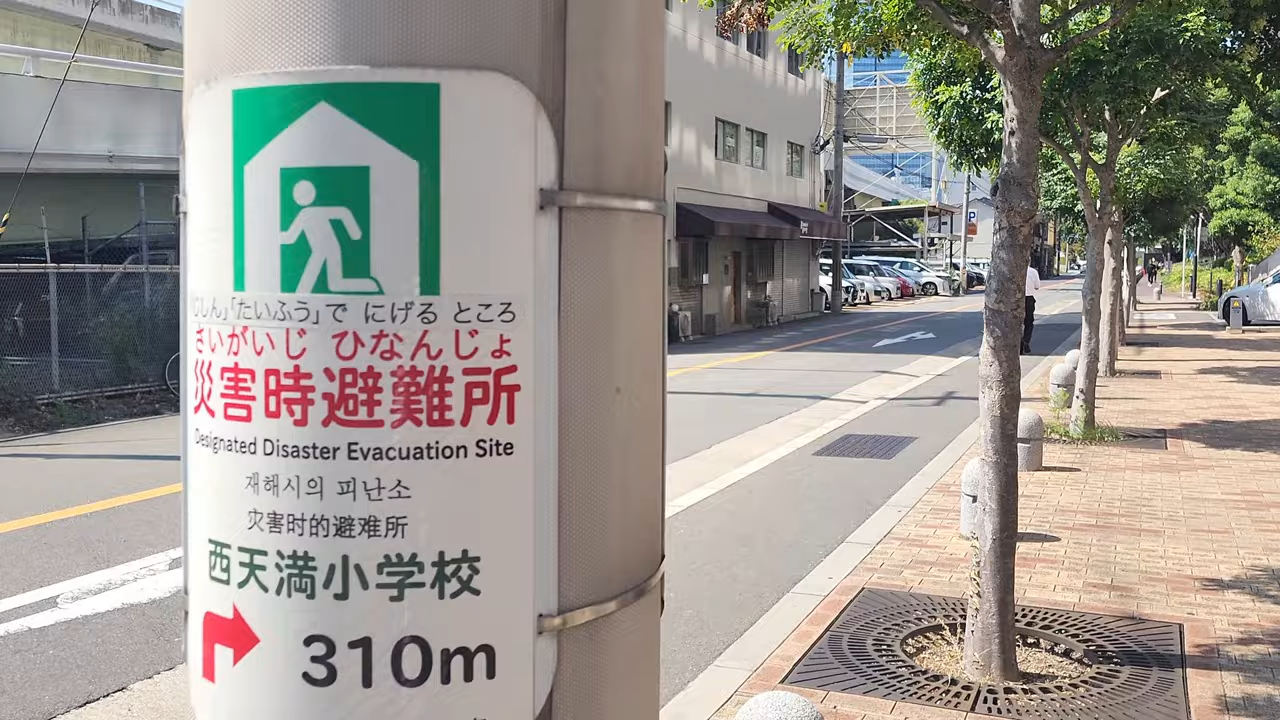 じしん」「たいふう」で にげる ところ
さいがいじ ひなんじょ
災害時避難所
Designated Disaster Evacuation Site
재해시의 피난소
灾害时的避难所
西天満小学校
310m
P